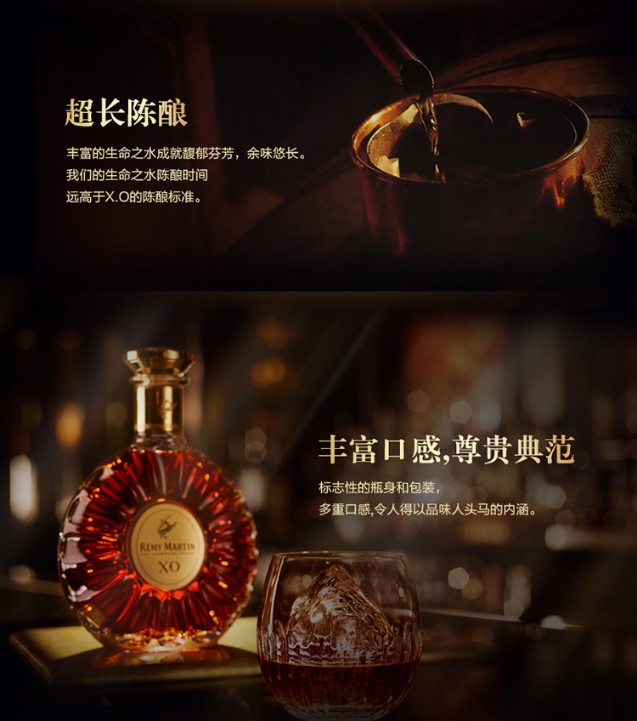 超长陈酿
丰富的生命之水成就馥郁芬芳，余味悠长。
我们的生命之水陈酿时间
远高于X.O的陈酿标准。
丰富口感,尊贵典范
标志性的瓶身和包装，
多重口感,令人得以品味人头马的内涵。
RÉMY MARTIN
XO